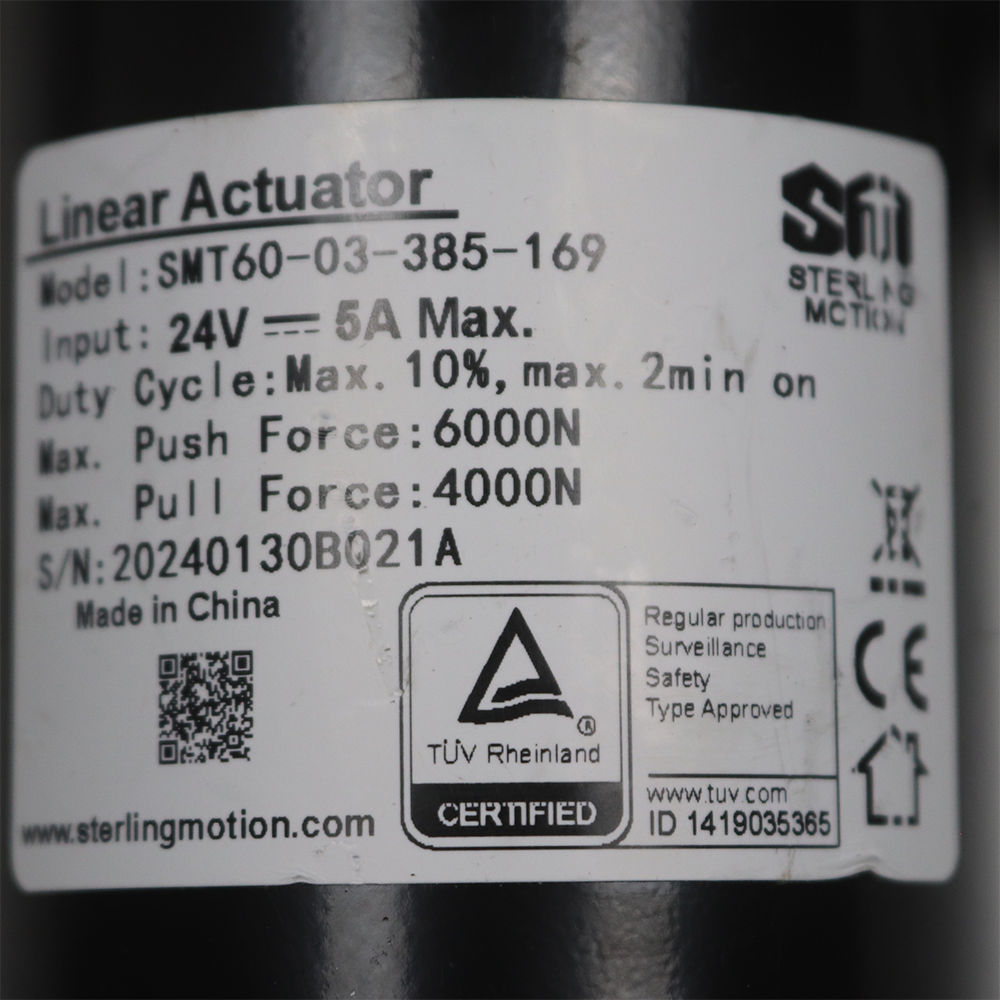 Linear Actuator
Model:SMT60-03-385-169
Input: 24V 5A Max.
Duty Cycle:Max. 10%, max. 2min on
Max. Push Force:6000N
Max. Pull Force:4000N
S/N:20240130B021A
Made in China
www.sterlingmotion.com
SM
STERLING
MOTION
TÜV Rheinland
®
CERTIFIED
Regular production
Surveillance
Safety
Type Approved
www.tuv.com
ID 1419035365
CE